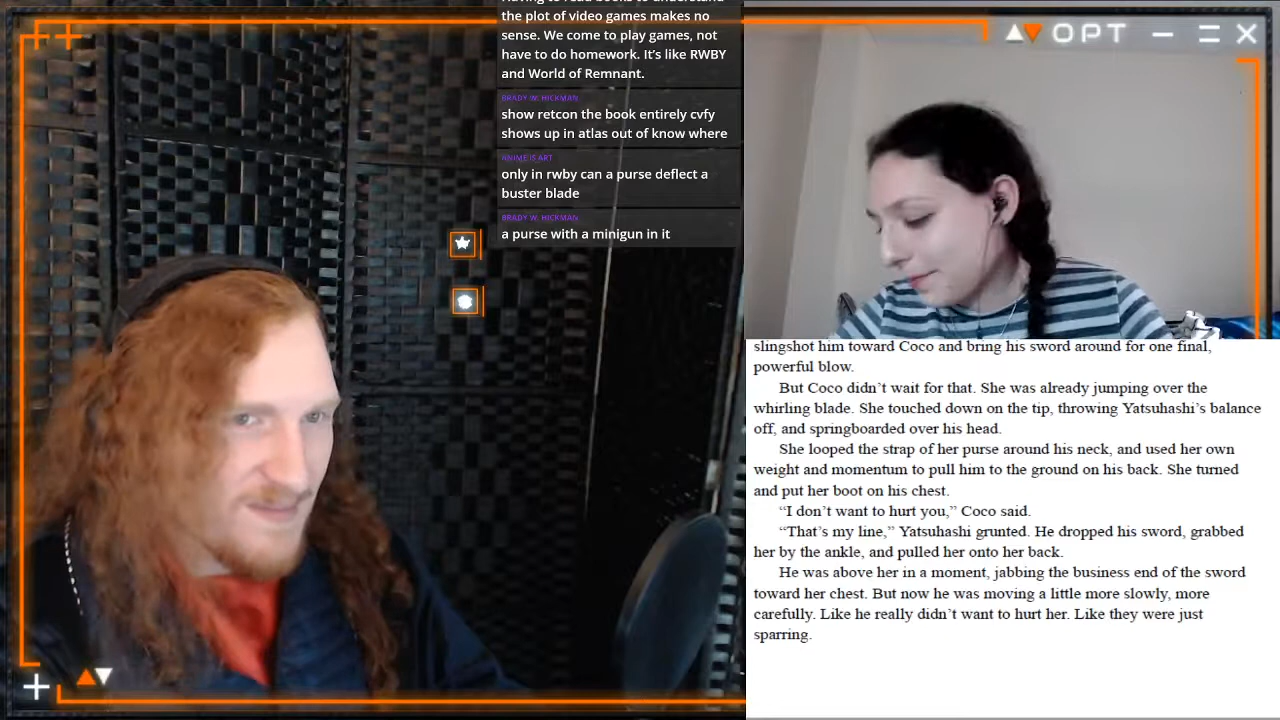 the plot of video games makes no
sense. We come to play games, not
have to do homework. It's like RWBY
and World of Remnant.
BRADY W. HICKMAN
show retcon the book entirely cvfy
shows up in atlas out of know where
ANIME IS ART
only in rwby can a purse deflect a
buster blade
BRADY W. HICKMAN
a purse with a minigun in it
OPT
slingshot him toward Coco and bring his sword around for one final,
powerful blow.
But Coco didn’t wait for that. She was already jumping over the
whirling blade. She touched down on the tip, throwing Yatsuhashi’s balance
off, and springboarded over his head.
She looped the strap of her purse around his neck, and used her own
weight and momentum to pull him to the ground on his back. She turned
and put her boot on his chest.
“I don’t want to hurt you,” Coco said.
“That’s my line,” Yatsuhashi grunted. He dropped his sword, grabbed
her by the ankle, and pulled her onto her back.
He was above her in a moment, jabbing the business end of the sword
toward her chest. But now he was moving a little more slowly, more
carefully. Like he really didn’t want to hurt her. Like they were just
sparring.